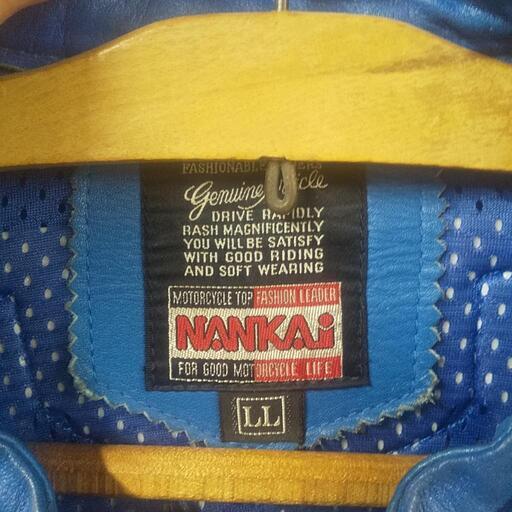 Genuine
DRIVE RAPIDLY
RASH MAGNIFICENTLY
YOU WILL BE SATISFY
WITH GOOD RIDING
AND SOFT WEARING
MOTORCYCLE TOP FASHION LEADER
NANKAi
FOR GOOD MOTORCYCLE LIFE
LL